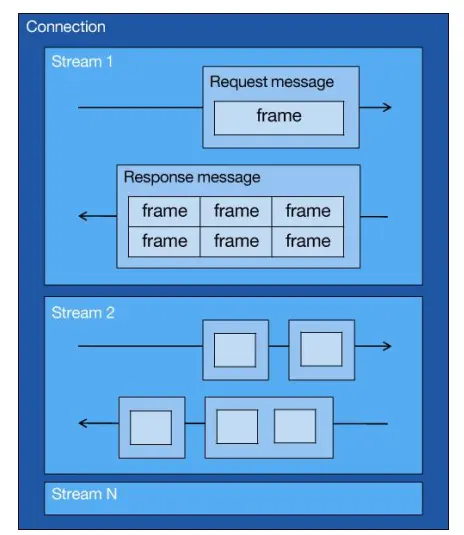 Connection
Stream 1
Request message
frame
Response message
frame frame frame
frame frame frame
Stream 2
Stream N